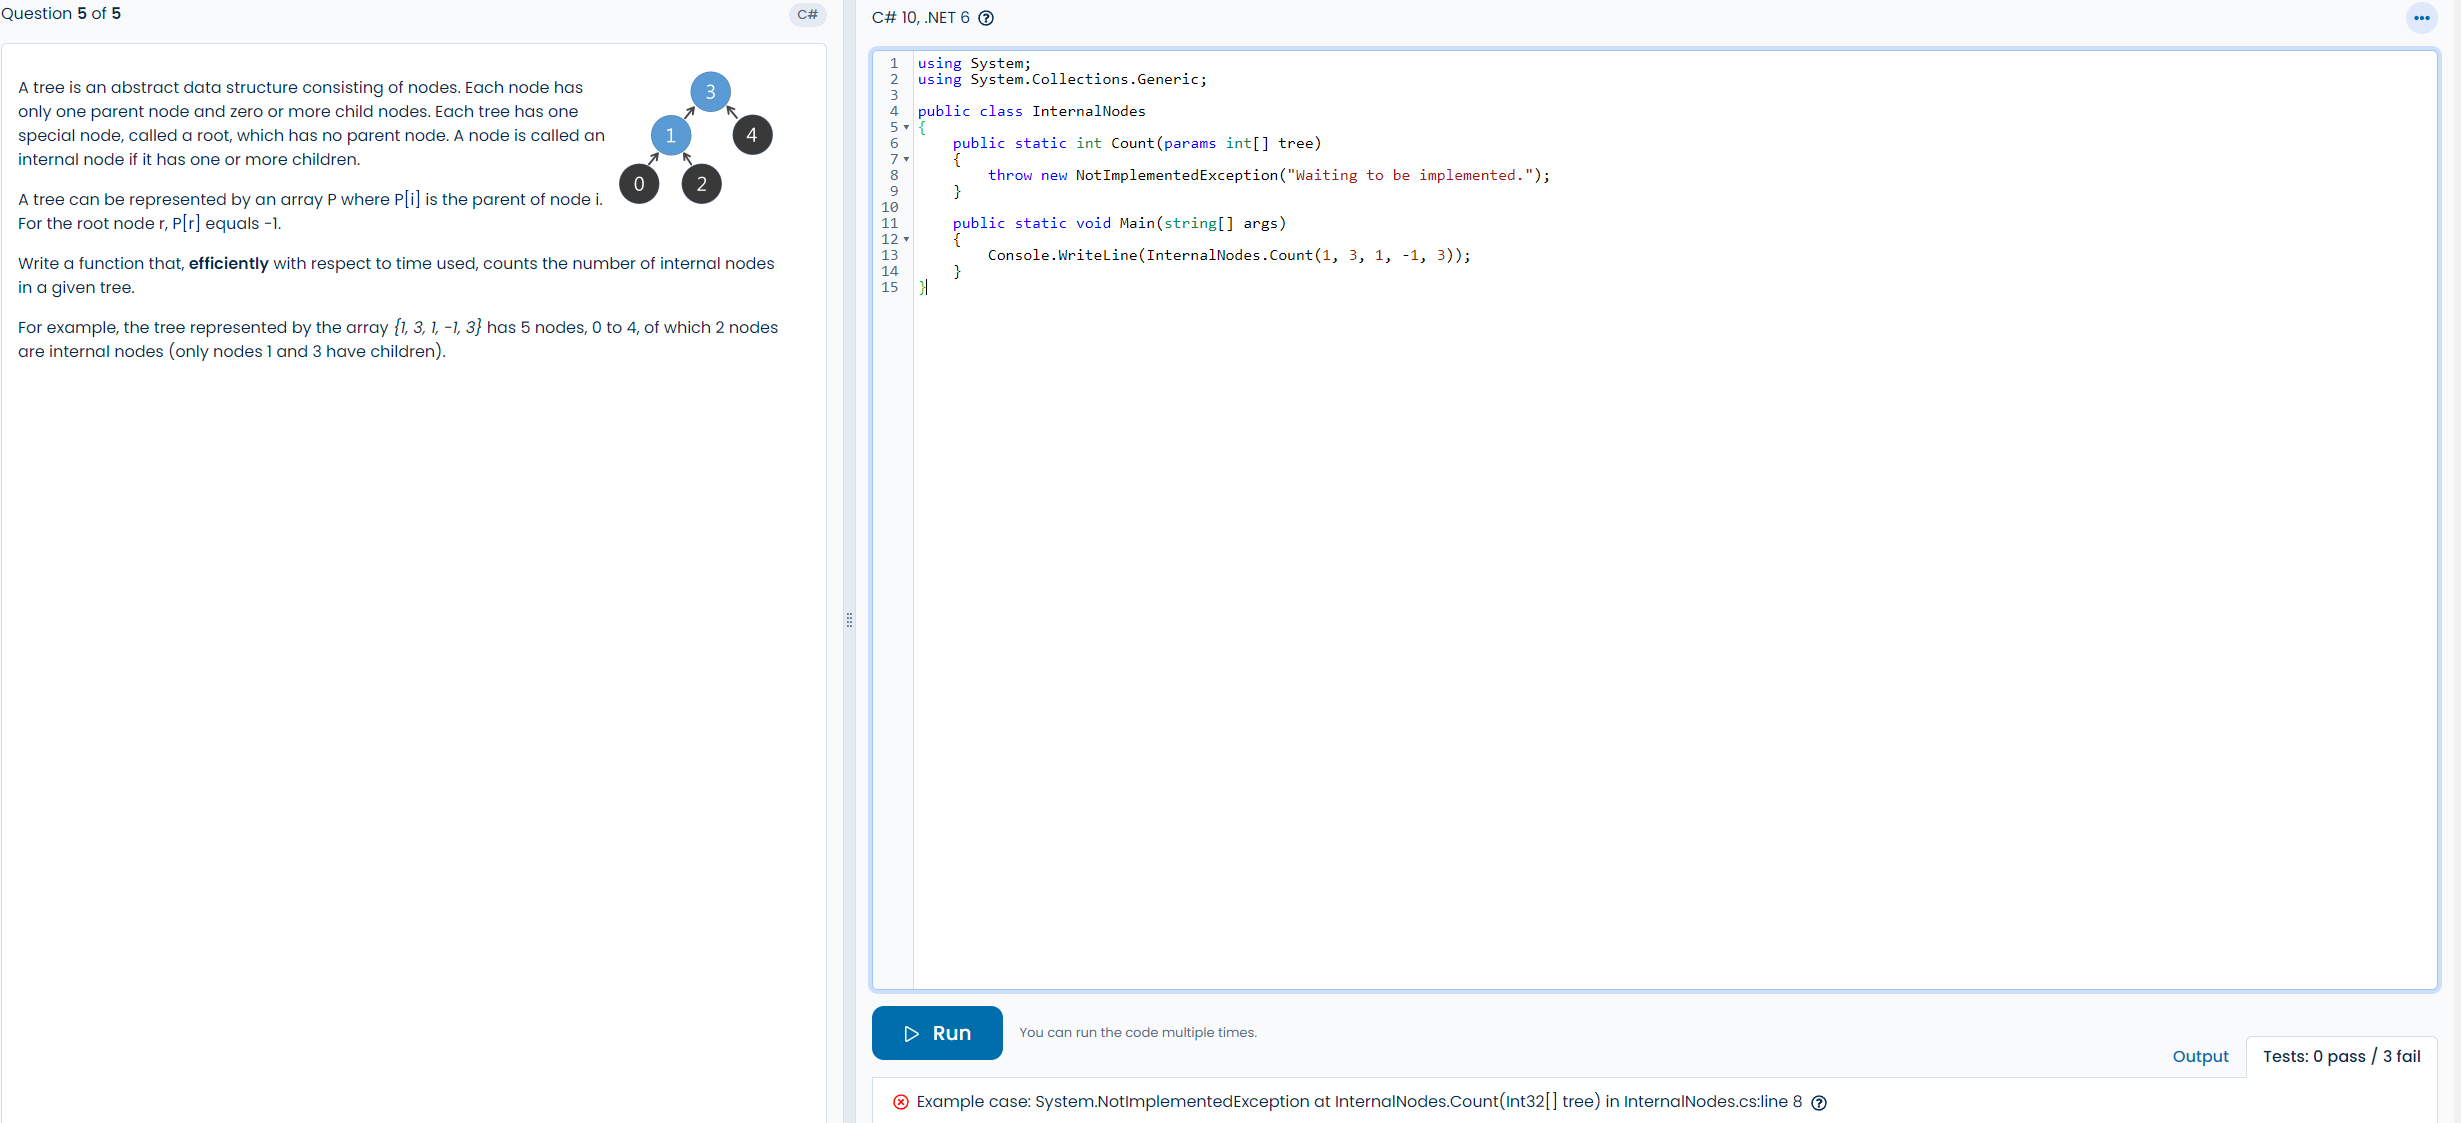 Question 5 of 5
C#
A tree is an abstract data structure consisting of nodes. Each node has
only one parent node and zero or more child nodes. Each tree has one
special node, called a root, which has no parent node. A node is called an
internal node if it has one or more children.
3
1
4
0
2
A tree can be represented by an array P where P[i] is the parent of node i.
For the root node r, P[r] equals -1.
Write a function that, efficiently with respect to time used, counts the number of internal nodes
in a given tree.
For example, the tree represented by the array {1, 3, 1, -1, 3} has 5 nodes, 0 to 4, of which 2 nodes
are internal nodes (only nodes 1 and 3 have children).
C# 10, .NET 6 ?
1 using System;
2 using System.Collections.Generic;
3
4 public class InternalNodes
5 {
6     public static int Count(params int[] tree)
7     {
8         throw new NotImplementedException("Waiting to be implemented.");
9     }
10
11     public static void Main(string[] args)
12     {
13         Console.WriteLine(InternalNodes.Count(1, 3, 1, -1, 3));
14     }
15 }
Run
You can run the code multiple times.
Output
Tests: 0 pass / 3 fail
Example case: System.NotImplementedException at InternalNodes.Count(Int32[] tree) in InternalNodes.cs:line 8 ?